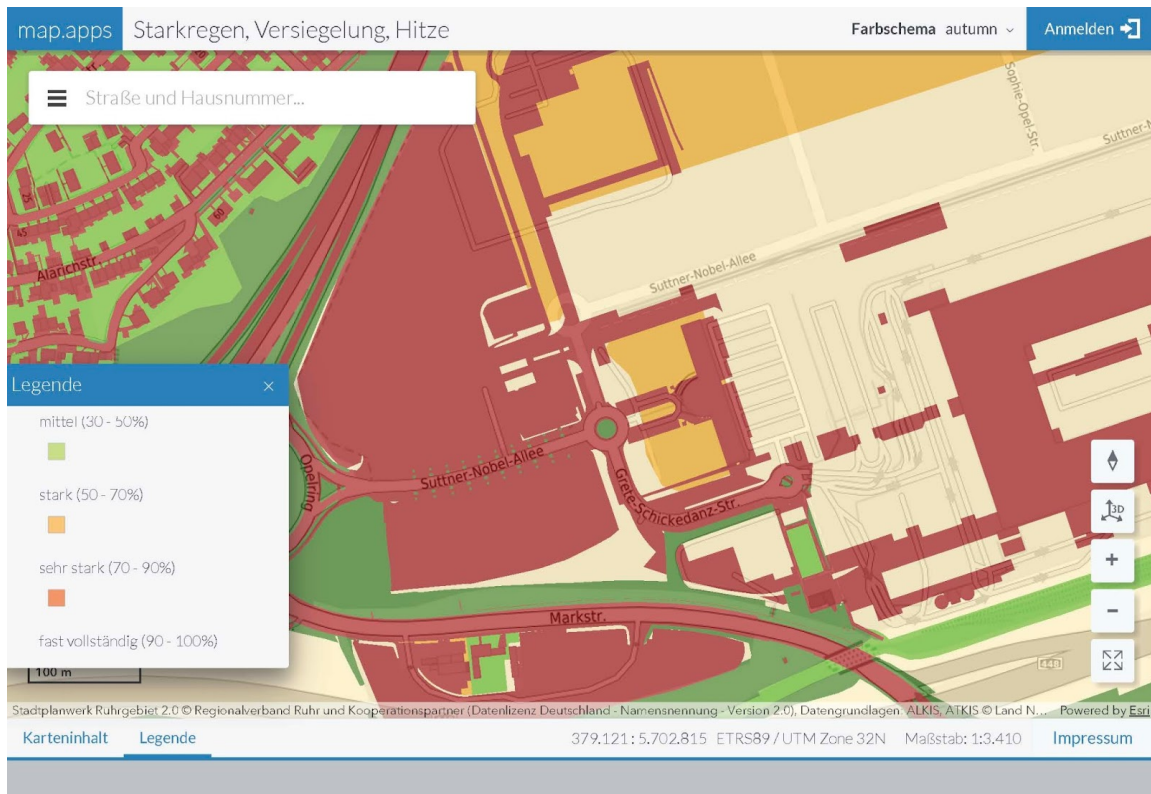 map.apps
Starkregen, Versiegelung, Hitze
Farbschema autumn
Anmelden
Straße und Hausnummer...
Sophie-Opel-Str.
Suttner-N
45
60
Alarichstr.
Suttner-Nobel-Allee
Legende
mittel (30 - 50%)
stark (50 - 70%)
sehr stark (70 - 90%)
fast vollständig (90 - 100%)
Opelring
Suttner-Nobel-Allee
Grete-Schickedanz-Str.
3D
Markstr.
100 m
Stadtplanwerk Ruhrgebiet 2.0 © Regionalverband Ruhr und Kooperationspartner (Datenlizenz Deutschland - Namensnennung - Version 2.0), Datengrundlagen: ALKIS, ATKIS © Land N... Powered by Esri
Karteninhalt
Legende
379.121 : 5.702.815 ETRS89 / UTM Zone 32N
Maßstab: 1:3.410
Impressum